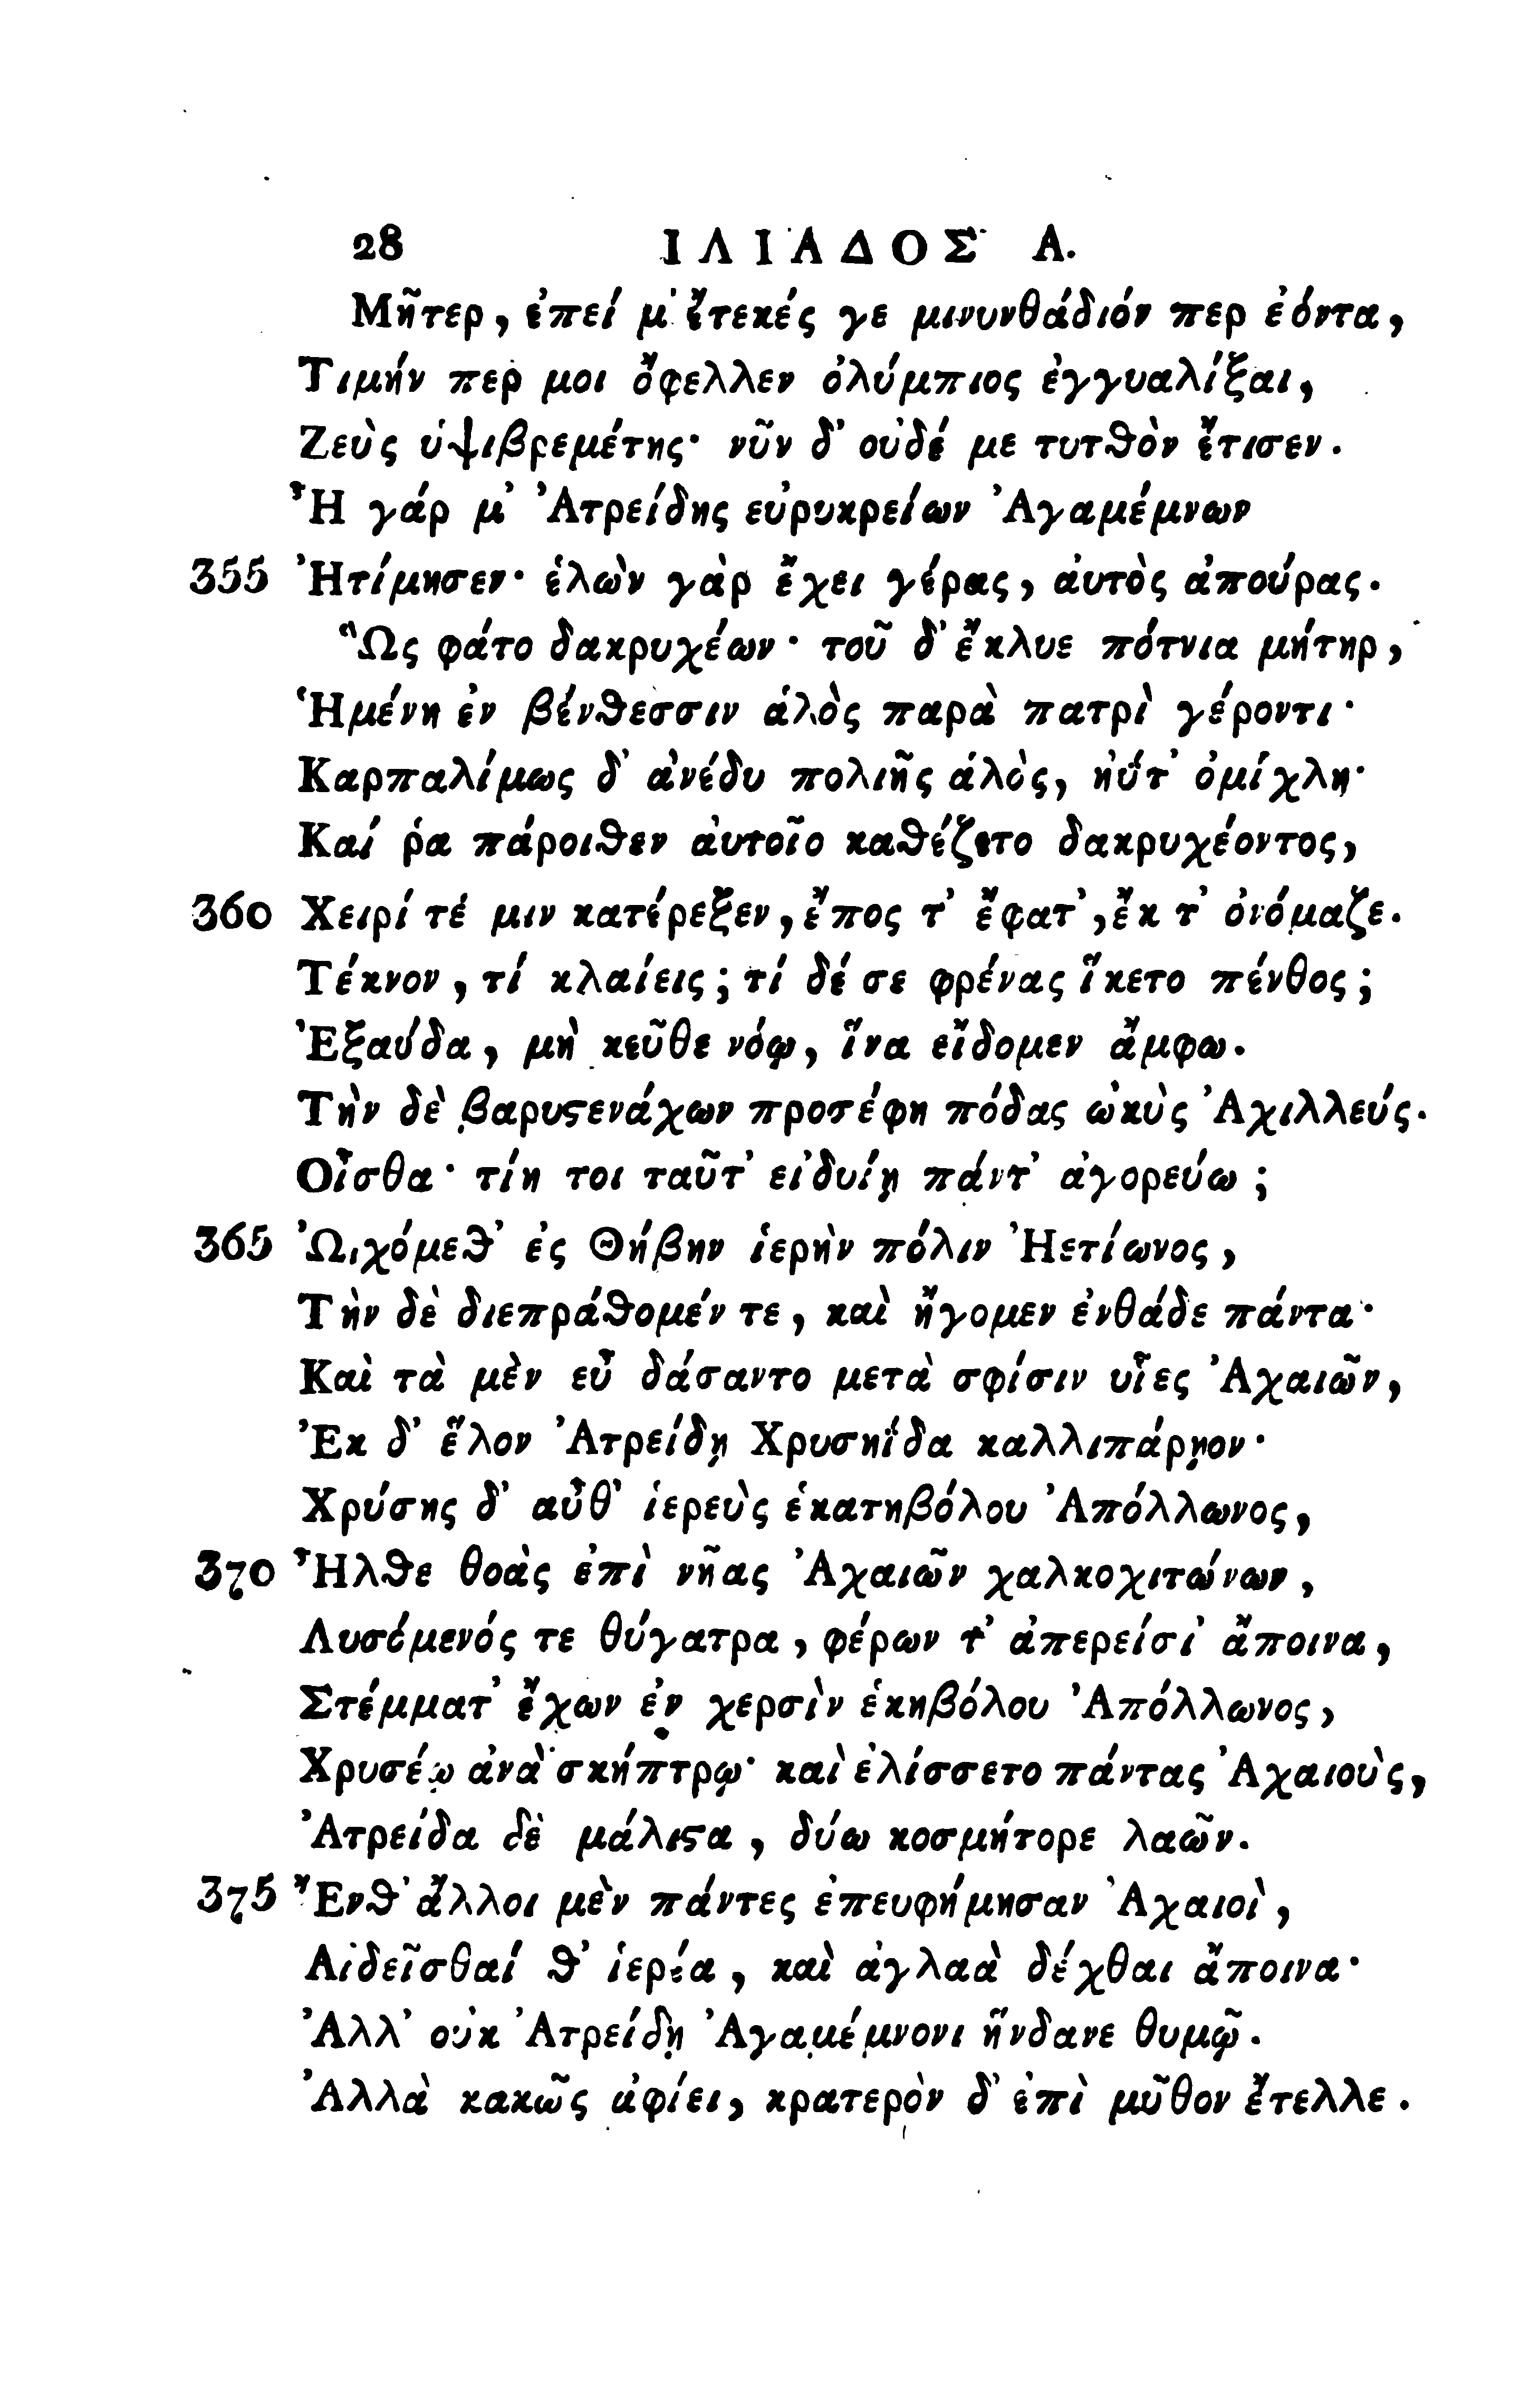 28 ΙΛΙΆΔΟΣ Α.
Μῆτερ, ἐπεί μ' ἔτεκές γε μινυνθάδιόν περ ἐόντα,
Τιμήν περ μοι ὄφελλεν ὀλύμπιος ἐγγυαλίξαι,
Ζεὺς ὑψιβρεμέτης· νῦν δ' οὐδέ με τυτϑὸν ἔτισεν.
Ἦ γάρ μ' Ἀτρείδης εὐρυκρείων Ἀγαμέμνων
355 Ἠτίμησεν· ἑλὼν γὰρ ἔχει γέρας, ἀυτὸς ἀπούρας.
Ὣς φάτο δακρυχέων· τοῦ δ' ἔκλυε πότνια μήτηρ,
Ἡμένη ἐν βένϑεσσιν ἁλὸς παρὰ πατρὶ γέροντι·
Καρπαλίμως δ' ἀνέδυ πολιῆς ἁλὸς, ἠΰτ' ὀμίχλη·
Καί ῥα πάροιϑεν ἀυτοῖο καϑέζετο δακρυχέοντος,
360 Χειρί τέ μιν κατέρεξεν, ἔπος τ' ἔφατ', ἔκ τ' ὀνόμαζε.
Τέκνον, τί κλαίεις; τί δέ σε φρένας ἵκετο πένθος;
Ἐξαύδα, μὴ κεῦθε νόῳ, ἵνα εἴδομεν ἄμφω.
Τὴν δὲ βαρυϛενάχων προσέφη πόδας ὠκὺς Ἀχιλλεύς.
Οἶσθα· τίη τοι ταῦτ' εἰδυίῃ πάντ' ἀγορεύω;
365 Ὠιχόμεϑ' ἐς Θήβην ἱερὴν πόλιν Ἠετίωνος,
Τὴν δὲ διεπράϑομέν τε, καὶ ἤγομεν ἐνθάδε πάντα·
Καὶ τὰ μὲν εὖ δάσαντο μετὰ σφίσιν υἷες Ἀχαιῶν,
Ἐκ δ' ἕλον Ἀτρείδῃ Χρυσηΐδα καλλιπάρῃον·
Χρύσης δ' αὖθ' ἱερεὺς ἑκατηβόλου Ἀπόλλωνος,
370 Ἦλϑε θοὰς ἐπὶ νῆας Ἀχαιῶν χαλκοχιτώνων,
Λυσόμενός τε θύγατρα, φέρων τ' ἀπερείσι' ἄποινα,
Στέμματ' ἔχων ἐν χερσὶν ἑκηβόλου Ἀπόλλωνος,
Χρυσέῳ ἀνὰ σκήπτρῳ· καὶ ἐλίσσετο πάντας Ἀχαιοὺς,
Ἀτρείδα δὲ μάλιϛα, δύω κοσμήτορε λαῶν.
375 Ἔνϑ' ἄλλοι μὲν πάντες ἐπευφήμησαν Ἀχαιοὶ,
Αἰδεῖσθαί ϑ' ἱερέα, καὶ ἀγλαὰ δέχθαι ἄποινα·
Ἀλλ' οὐκ Ἀτρείδῃ Ἀγαμέμνονι ἥνδανε θυμῷ.
Ἀλλὰ κακῶς ἀφίει, κρατερὸν δ' ἐπὶ μῦθον ἔτελλε.